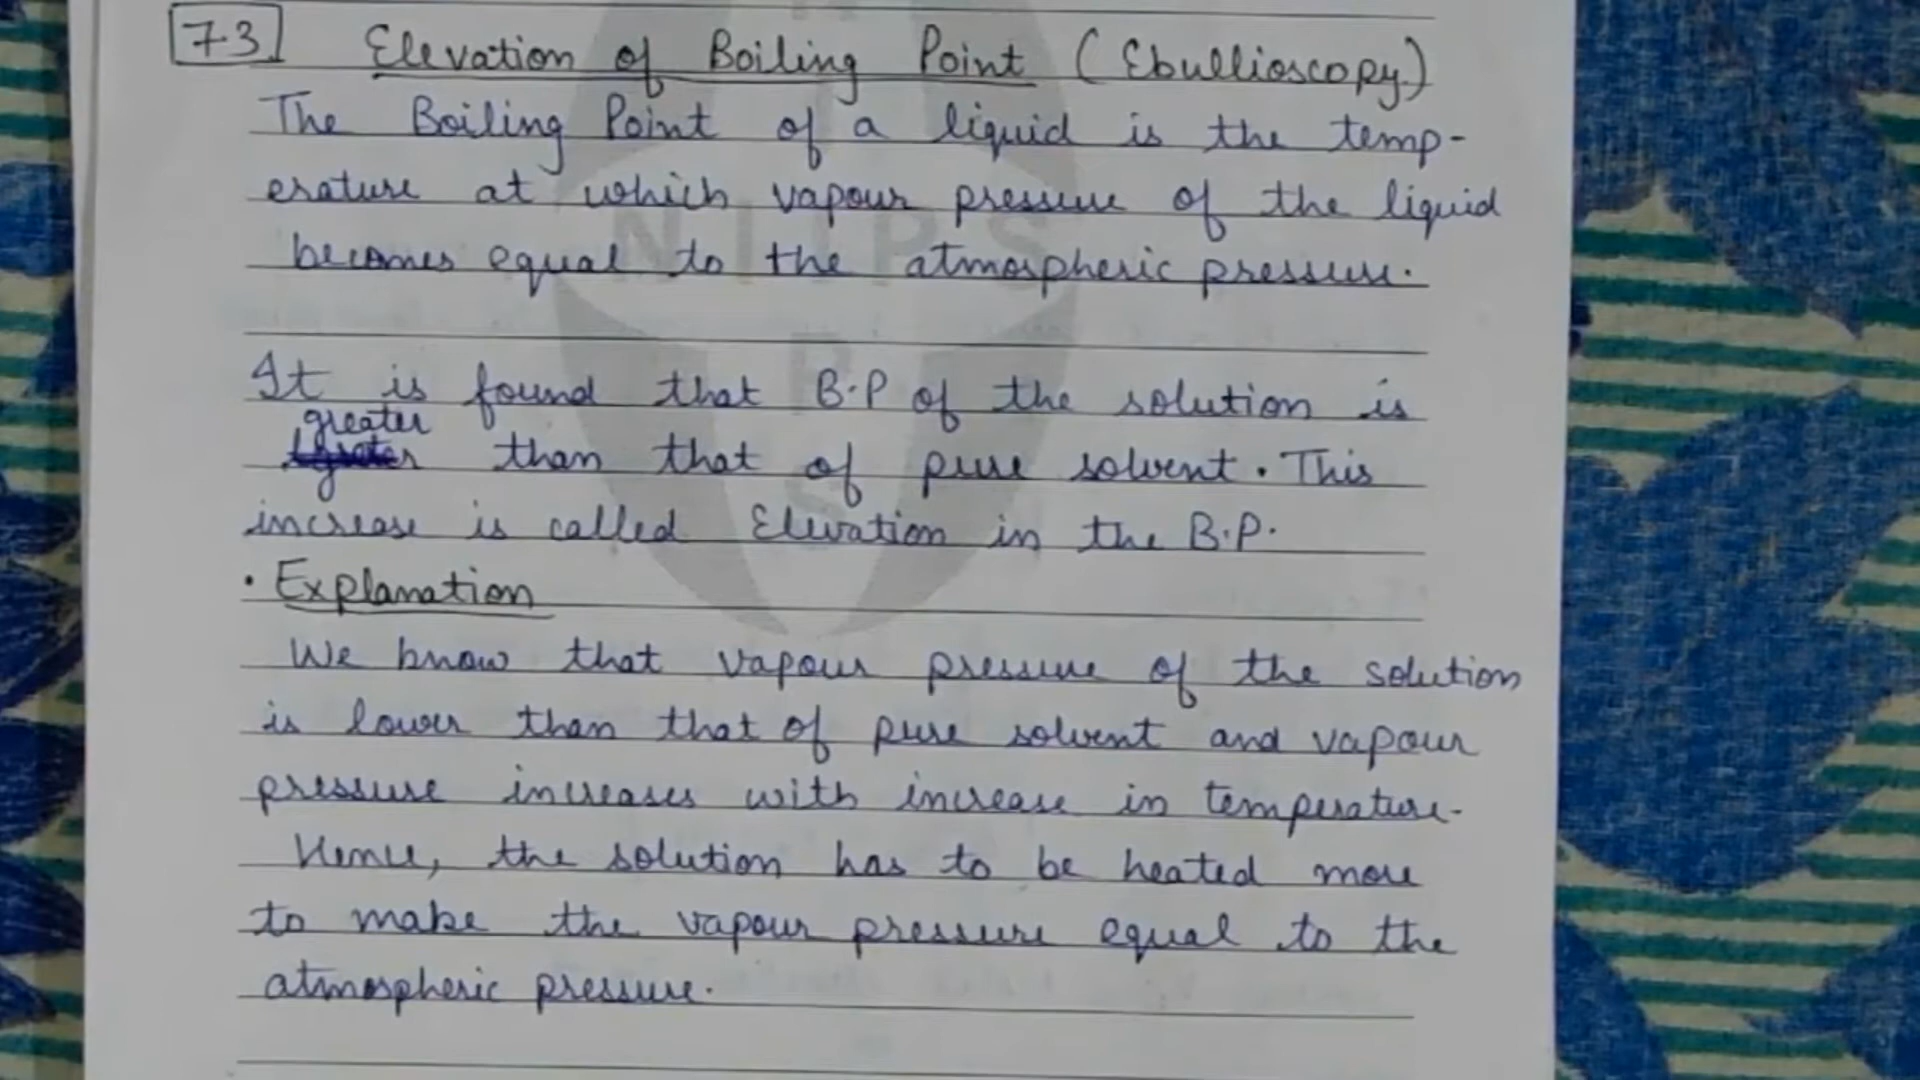 7.3 Elevation of Boiling Point (Ebullioscopy)
The Boiling Point of a liquid is the temp-
erature at which vapour pressure of the liquid
becomes equal to the atmospheric pressure.
It is found that B.P of the solution is
greater
than that of pure solvent. This
increase is called Elevation in the B.P.
• Explanation
We know that vapour pressure of the solution
is lower than that of pure solvent and vapour
pressure increases with increase in temperature.
Hence, the solution has to be heated more
to make the vapour pressure equal to the
atmospheric pressure.